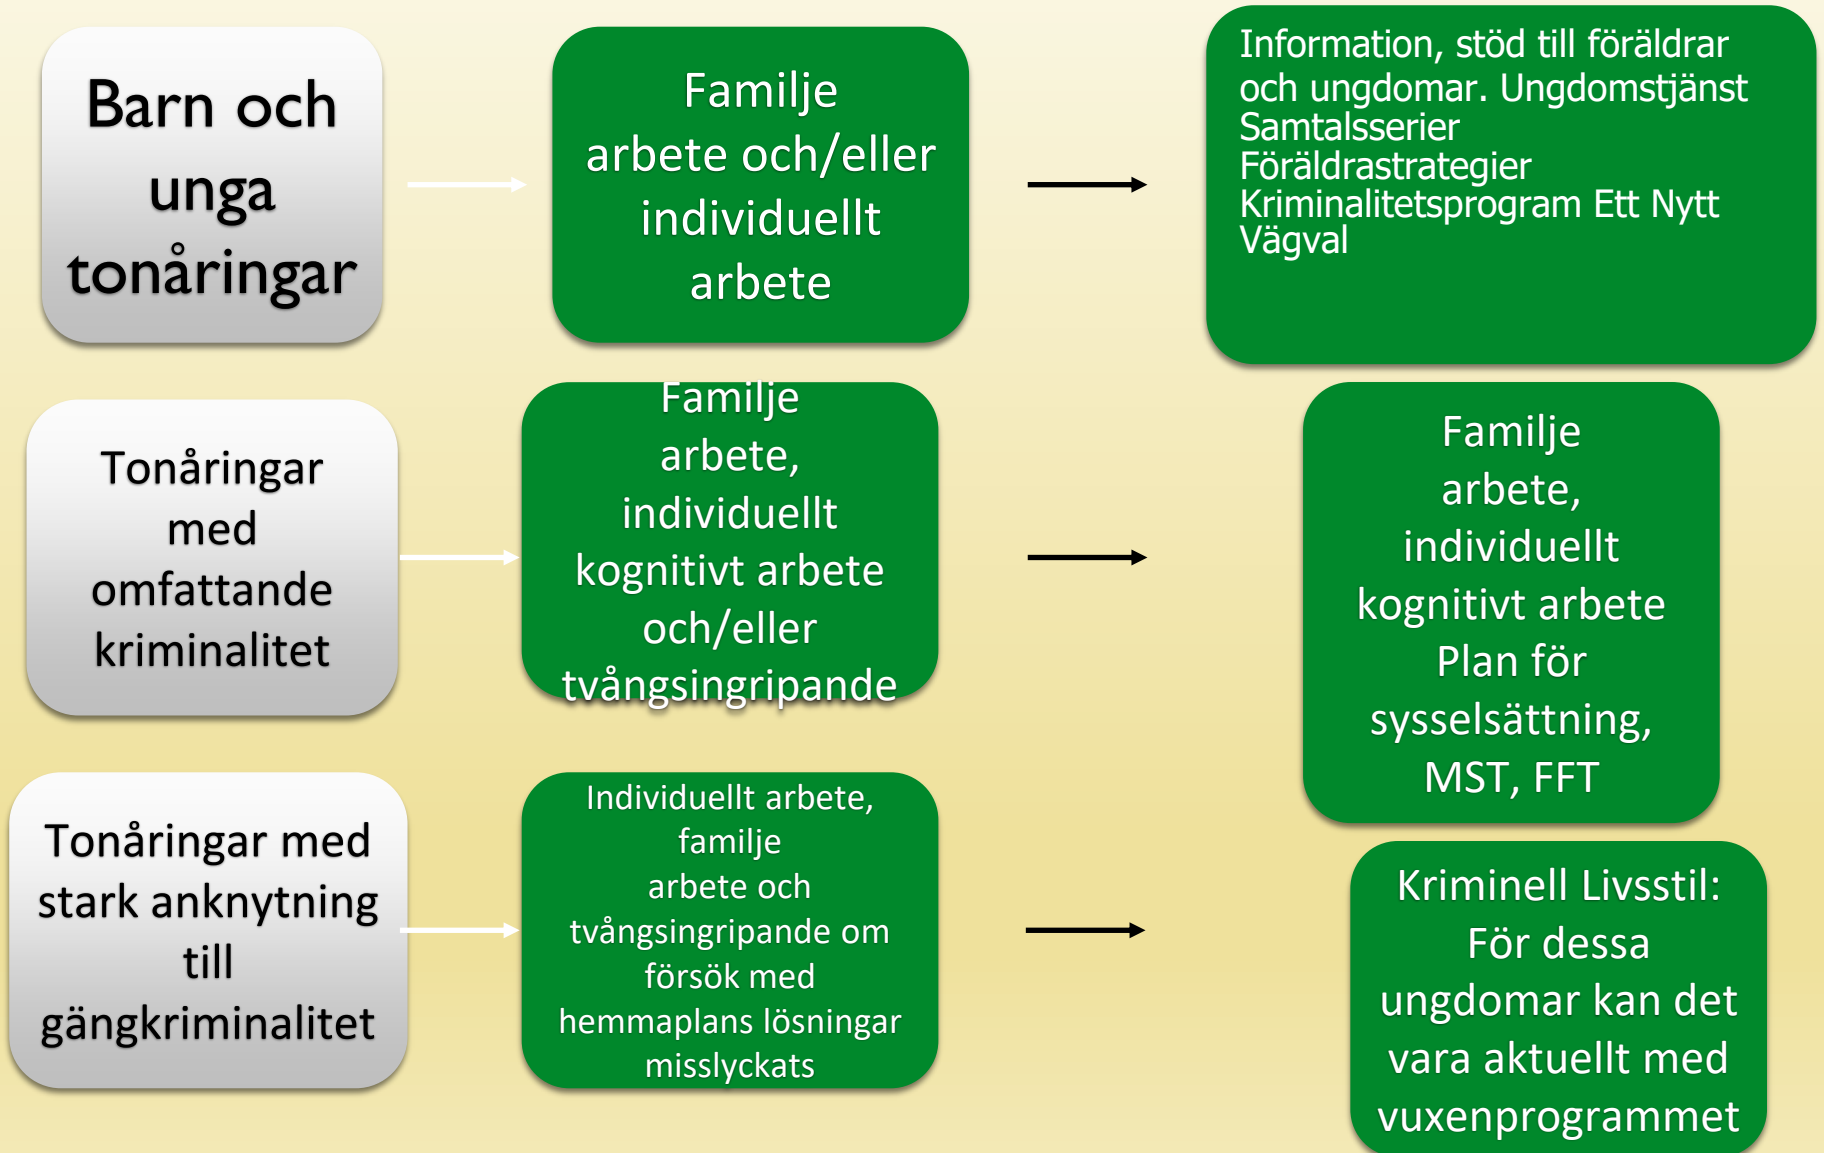 Barn och
unga
tonåringar
Familje
arbete och/eller
individuellt
arbete
Information, stöd till föräldrar
och ungdomar. Ungdomstjänst
Samtalsserier
Föräldrastrategier
Kriminalitetsprogram Ett Nytt
Vägval
Tonåringar
med
omfattande
kriminalitet
Familje
arbete,
individuellt
kognitivt arbete
och/eller
tvångsingripande
Familje
arbete,
individuellt
kognitivt arbete
Plan för
sysselsättning,
MST, FFT
Tonåringar med
stark anknytning
till
gängkriminalitet
Individuellt arbete,
familje
arbete och
tvångsingripande om
försök med
hemmaplans lösningar
misslyckats
Kriminell Livsstil:
För dessa
ungdomar kan det
vara aktuellt med
vuxenprogrammet